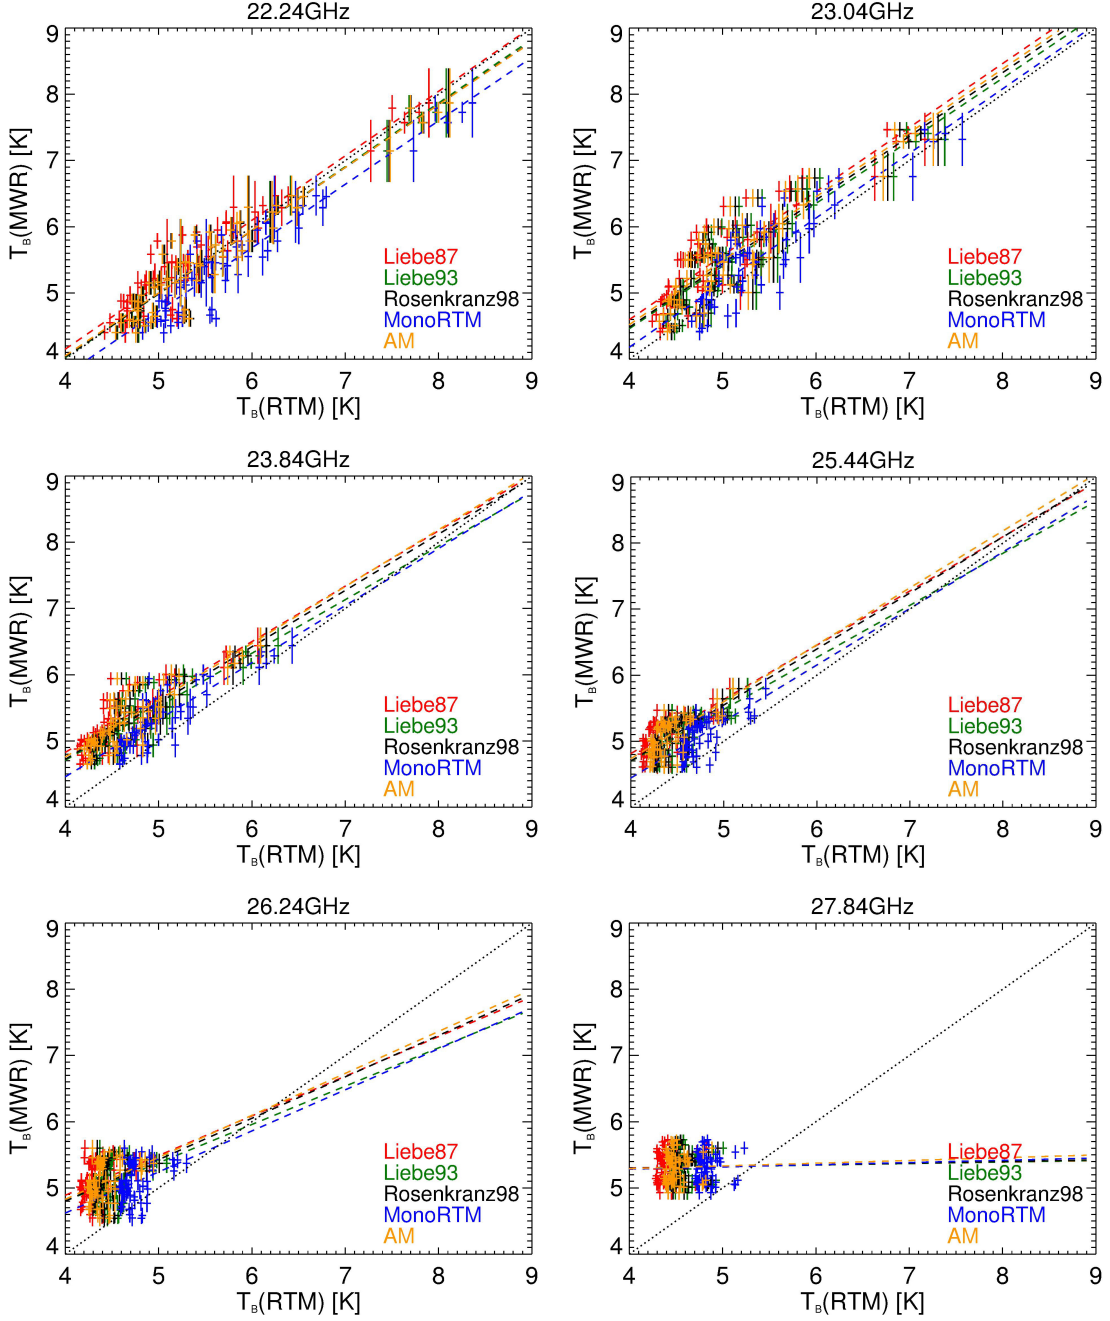 22.24GHz
9
8
7
6
5
4
T_B(MWR) [K]
Liebe87
Liebe93
Rosenkranz98
MonoRTM
AM
4 5 6 7 8 9
T_B(RTM) [K]
23.04GHz
9
8
7
6
5
4
T_B(MWR) [K]
Liebe87
Liebe93
Rosenkranz98
MonoRTM
AM
4 5 6 7 8 9
T_B(RTM) [K]
23.84GHz
9
8
7
6
5
4
T_B(MWR) [K]
Liebe87
Liebe93
Rosenkranz98
MonoRTM
AM
4 5 6 7 8 9
T_B(RTM) [K]
25.44GHz
9
8
7
6
5
4
T_B(MWR) [K]
Liebe87
Liebe93
Rosenkranz98
MonoRTM
AM
4 5 6 7 8 9
T_B(RTM) [K]
26.24GHz
9
8
7
6
5
4
T_B(MWR) [K]
Liebe87
Liebe93
Rosenkranz98
MonoRTM
AM
4 5 6 7 8 9
T_B(RTM) [K]
27.84GHz
9
8
7
6
5
4
T_B(MWR) [K]
Liebe87
Liebe93
Rosenkranz98
MonoRTM
AM
4 5 6 7 8 9
T_B(RTM) [K]